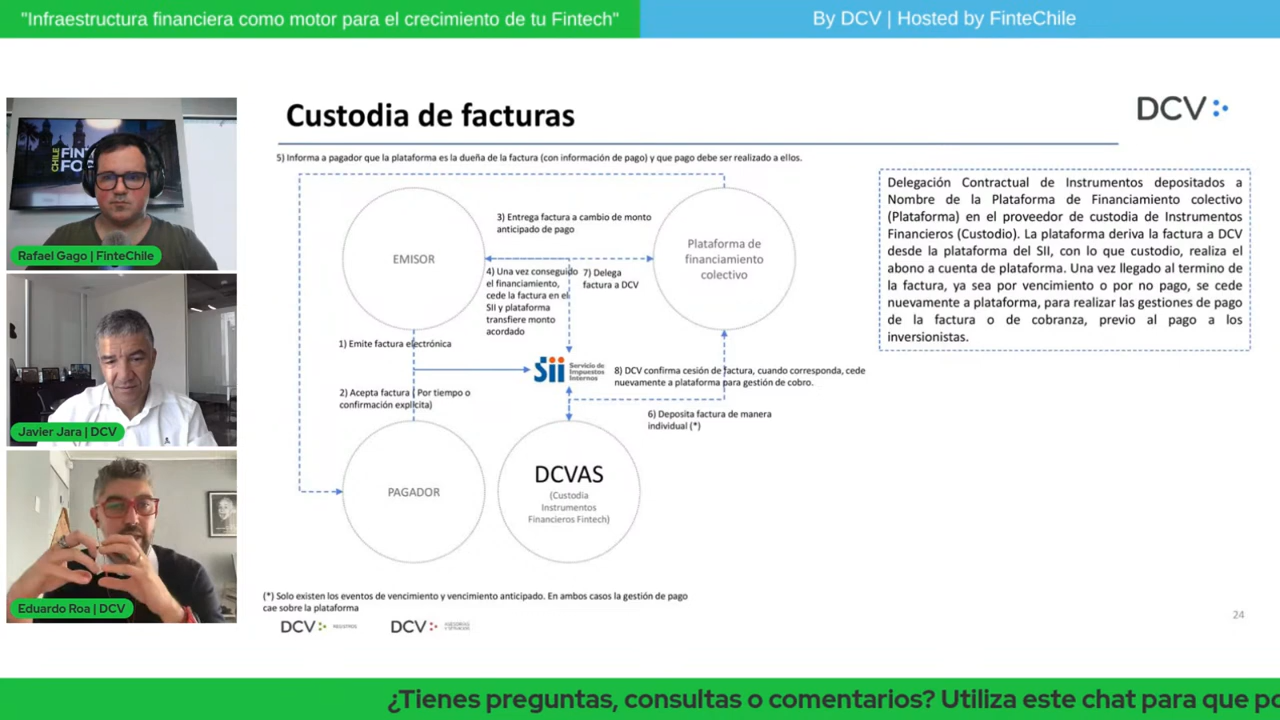 "Infraestructura financiera como motor para el crecimiento de tu Fintech"
By DCV | Hosted by FinteChile
Custodia de facturas
DCV
5) Informa a pagador que la plataforma es la dueña de la factura (con información de pago) y que pago debe ser realizado a ellos.
EMISOR
3) Entrega factura a cambio de monto
anticipado de pago
Plataforma de
financiamiento
colectivo
4) Una vez conseguido
el financiamiento,
cede la factura en el
SII y plataforma
transfiere monto
acordado
7) Delega
factura a DCV
1) Emite factura electrónica
2) Acepta factura ( Por tiempo o
confirmación explícita)
Sii
Servicio de
Impuestos
Internos
8) DCV confirma cesión de factura, cuando corresponda, cede
nuevamente a plataforma para gestión de cobro.
6) Deposita factura de manera
individual (*)
PAGADOR
DCVAS
(Custodia
Instrumentos
Financieros Fintech)
Delegación Contractual de Instrumentos depositados a
Nombre de la Plataforma de Financiamiento colectivo
(Plataforma) en el proveedor de custodia de Instrumentos
Financieros (Custodio). La plataforma deriva la factura a DCV
desde la plataforma del SII, con lo que custodio, realiza el
abono a cuenta de plataforma. Una vez llegado al termino de
la factura, ya sea por vencimiento o por no pago, se cede
nuevamente a plataforma, para realizar las gestiones de pago
de la factura o de cobranza, previo al pago a los
inversionistas.
(*) Solo existen los eventos de vencimiento y vencimiento anticipado. En ambos casos la gestión de pago
cae sobre la plataforma
DCV REGISTROS
DCV
24
CHILE
Rafael Gago | FinteChile
Javier Jara | DCV
Eduardo Roa | DCV
¿Tienes preguntas, consultas o comentarios? Utiliza este chat para que